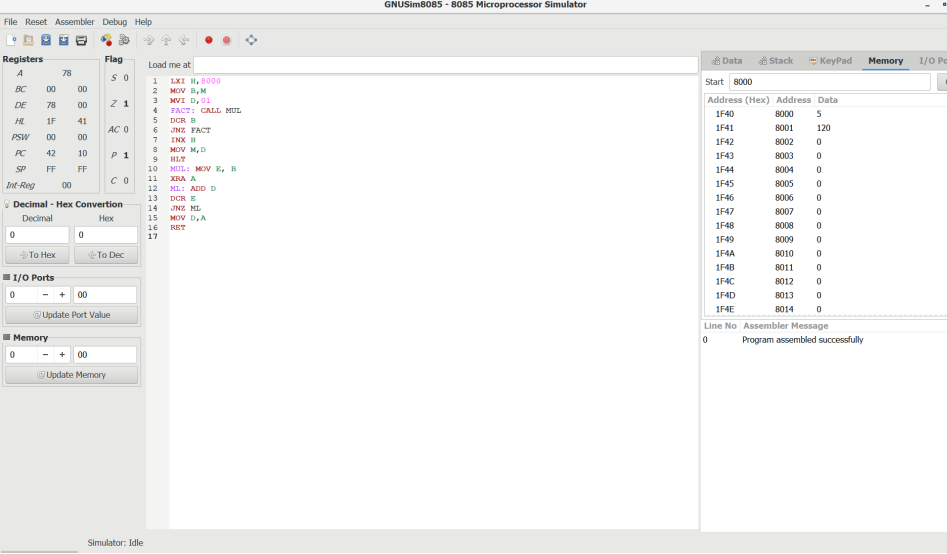 GNUSim8085 - 8085 Microprocessor Simulator
File Reset Assembler Debug Help
Registers
A 78
BC 00 00
DE 78 00
HL 1F 41
PSW 00 00
PC 42 10
SP FF FF
Int-Reg 00
Flag
S 0
Z 1
AC 0
P 1
C 0
Decimal - Hex Convertion
Decimal Hex
0 0
To Hex To Dec
I/O Ports
0 - + 00
Update Port Value
Memory
0 - + 00
Update Memory
Load me at
1 LXI H,8000
2 MOV B,M
3 MVI D,01
4 FACT: CALL MUL
5 DCR B
6 JNZ FACT
7 INX H
8 MOV M,D
9 HLT
10 MUL: MOV E, B
11 XRA A
12 ML: ADD D
13 DCR E
14 JNZ ML
15 MOV D,A
16 RET
17
Data Stack KeyPad Memory I/O Po
Start 8000
Address (Hex) Address Data
1F40 8000 5
1F41 8001 120
1F42 8002 0
1F43 8003 0
1F44 8004 0
1F45 8005 0
1F46 8006 0
1F47 8007 0
1F48 8008 0
1F49 8009 0
1F4A 8010 0
1F4B 8011 0
1F4C 8012 0
1F4D 8013 0
1F4E 8014 0
Line No Assembler Message
0 Program assembled successfully
Simulator: Idle